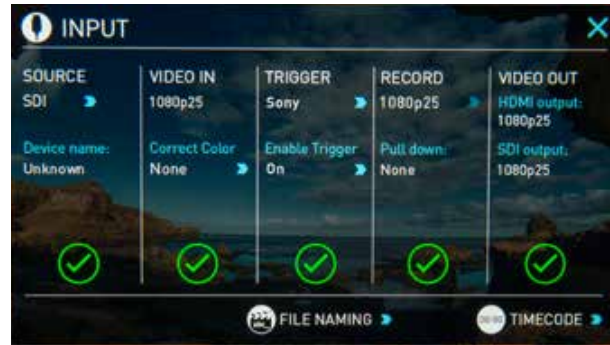 INPUT
SOURCE
SDI
Device name:
Unknown
VIDEO IN
1080p25
Correct Color
None
TRIGGER
Sony
Enable Trigger
On
RECORD
1080p25
Pull down:
None
VIDEO OUT
HDMI output:
1080p25
SDI output:
1080p25
FILE NAMING
TIMECODE